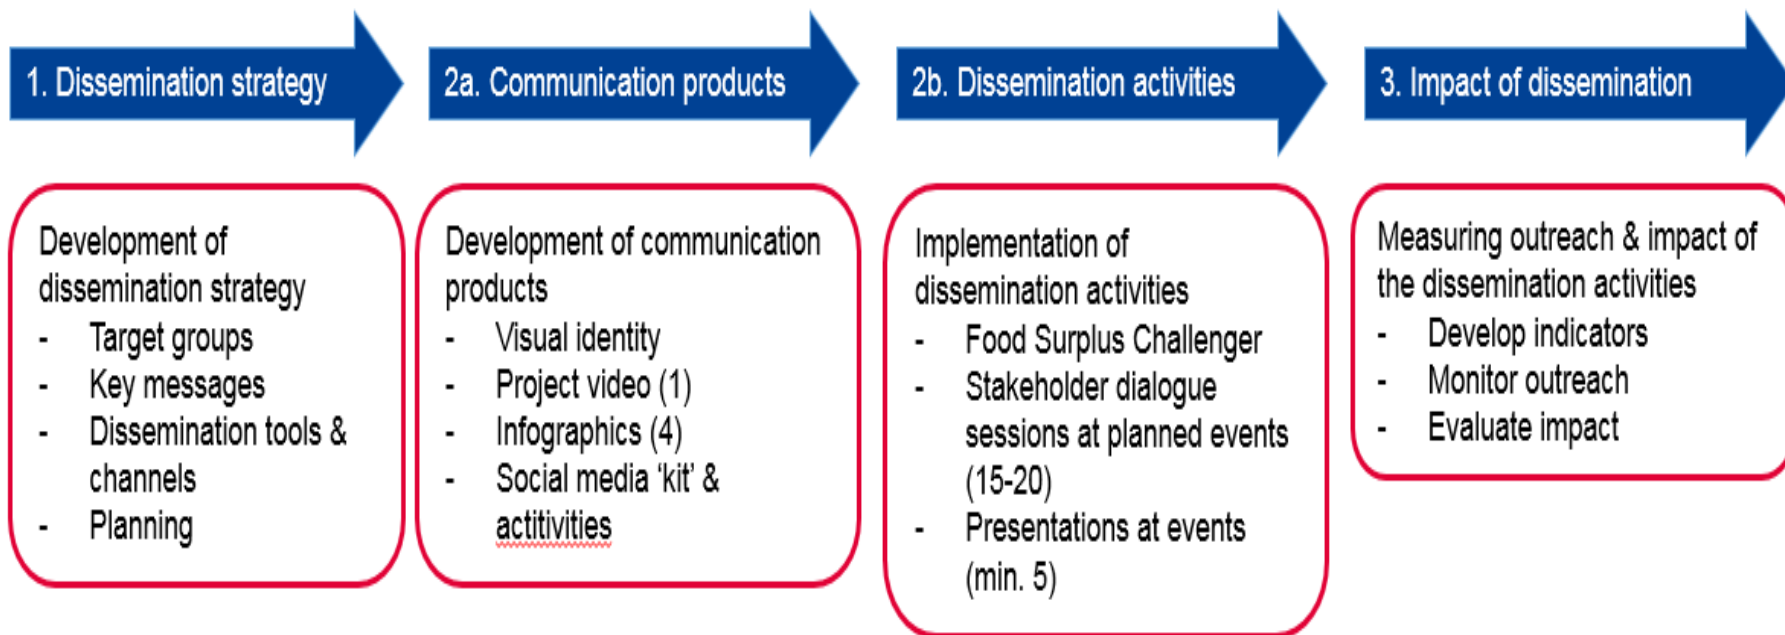 1. Dissemination strategy
2a. Communication products
2b. Dissemination activities
3. Impact of dissemination
Development of
dissemination strategy
- Target groups
- Key messages
- Dissemination tools &
channels
- Planning
Development of communication
products
- Visual identity
- Project video (1)
- Infographics (4)
- Social media ‘kit’ &
actitivities
Implementation of
dissemination activities
- Food Surplus Challenger
- Stakeholder dialogue
sessions at planned events
(15-20)
- Presentations at events
(min. 5)
Measuring outreach & impact of
the dissemination activities
- Develop indicators
- Monitor outreach
- Evaluate impact